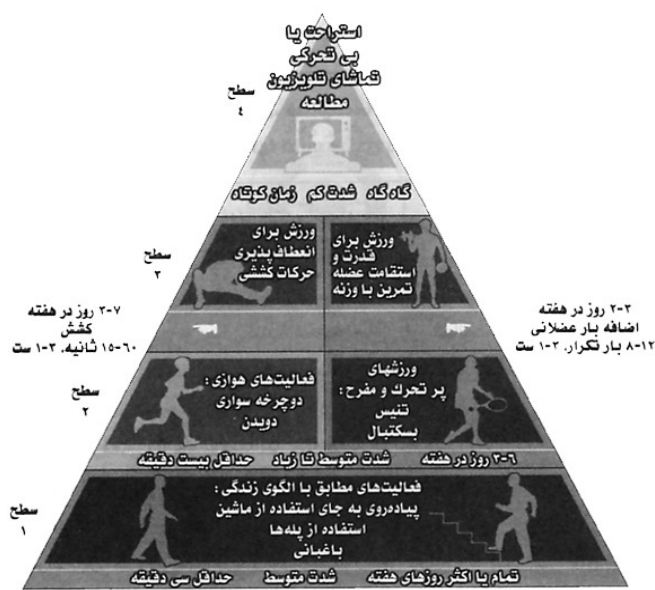 استراحت یا
بی تحرکی
تماشای تلویزیون
مطالعه
سطح
۴
گاه گاه شدت کم زمان کوتاه
ورزش برای
قدرت و
استقامت عضله
تمرین با وزنه
ورزش برای
انعطاف پذیری
حرکات کششی
سطح
۳
۲-۳ روز در هفته
اضافه بار عضلانی
۸-۱۲ بار تکرار، ۳-۱ ست
۳-۷ روز در هفته
کشش
۱۵-۶۰ ثانیه، ۳-۱ ست
ورزشهای
پر تحرك و مفرح:
تنیس
بسکتبال
فعالیت‌های هوازی:
دوچرخه سواری
دویدن
سطح
۲
۳-۶ روز در هفته شدت متوسط تا زیاد حداقل بیست دقیقه
فعالیت‌های مطابق با الگوی زندگی:
پیاده‌روی به جای استفاده از ماشین
استفاده از پله‌ها
باغبانی
سطح
۱
تمام یا اکثر روزهای هفته شدت متوسط حداقل سی دقیقه